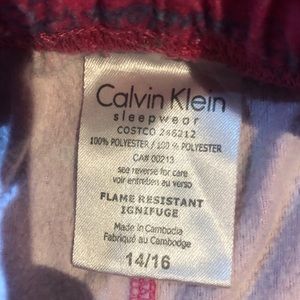 Calvin Klein
sleepwear
COSTCO 246212
100% POLYESTER / 100 % POLYESTER
CA# 00213
see reverse for care
voir entretien au verso
FLAME RESISTANT
IGNIFUGE
Made in Cambodia
Fabriqué au Cambodge
14/16